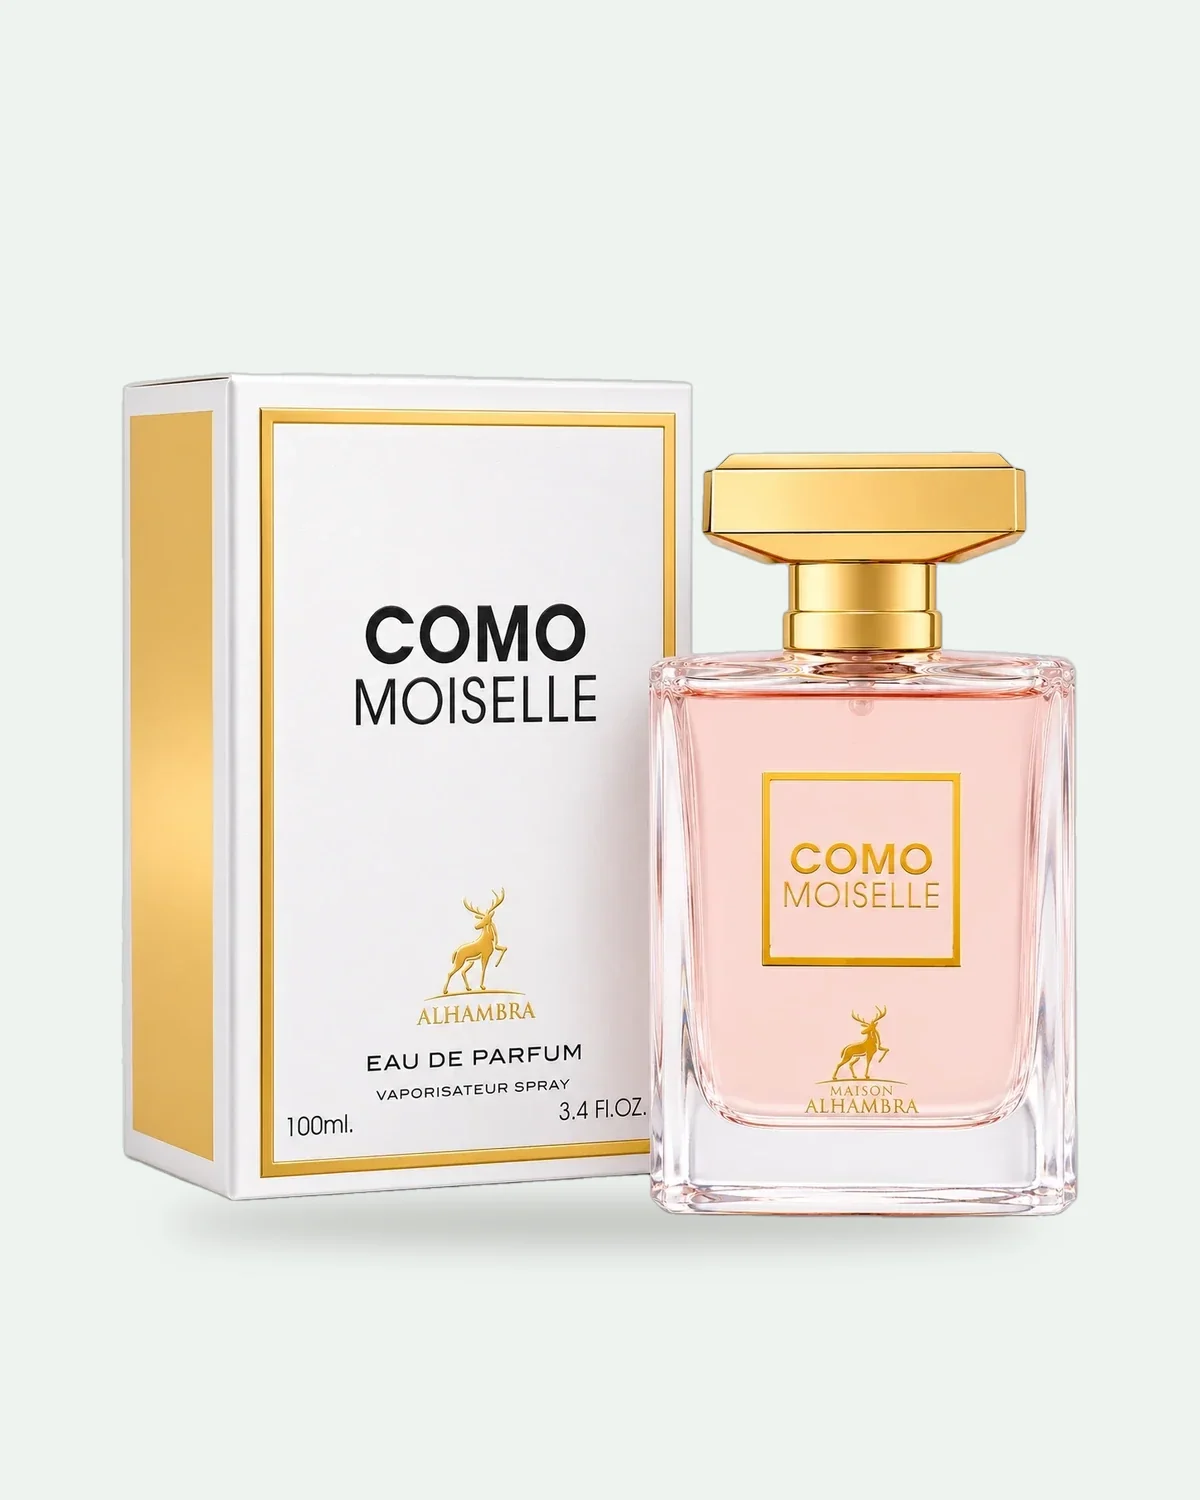 COMO
MOISELLE
ALHAMBRA
EAU DE PARFUM
VAPORISATEUR SPRAY
100ml.
3.4 Fl.OZ.
COMO
MOISELLE
MAISON
ALHAMBRA